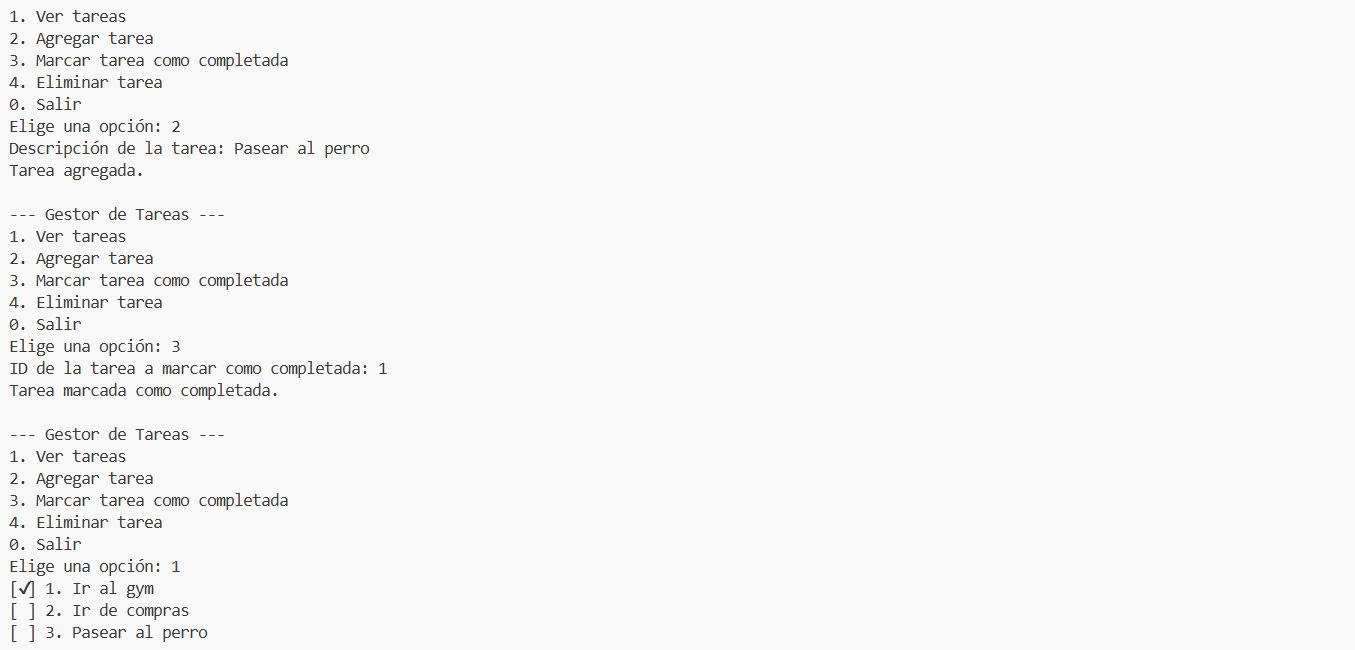 1. Ver tareas
2. Agregar tarea
3. Marcar tarea como completada
4. Eliminar tarea
0. Salir
Elige una opción: 2
Descripción de la tarea: Pasear al perro
Tarea agregada.

--- Gestor de Tareas ---
1. Ver tareas
2. Agregar tarea
3. Marcar tarea como completada
4. Eliminar tarea
0. Salir
Elige una opción: 3
ID de la tarea a marcar como completada: 1
Tarea marcada como completada.

--- Gestor de Tareas ---
1. Ver tareas
2. Agregar tarea
3. Marcar tarea como completada
4. Eliminar tarea
0. Salir
Elige una opción: 1
[✓] 1. Ir al gym
[ ] 2. Ir de compras
[ ] 3. Pasear al perro